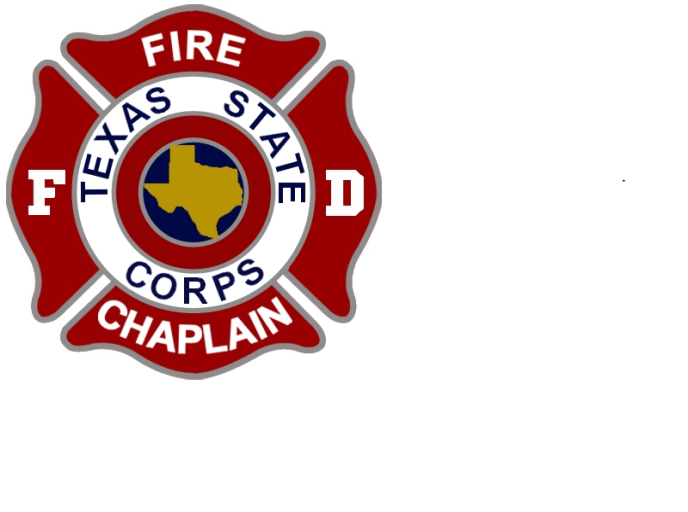 FIRE
TEXAS STATE
F D
CORPS
CHAPLAIN